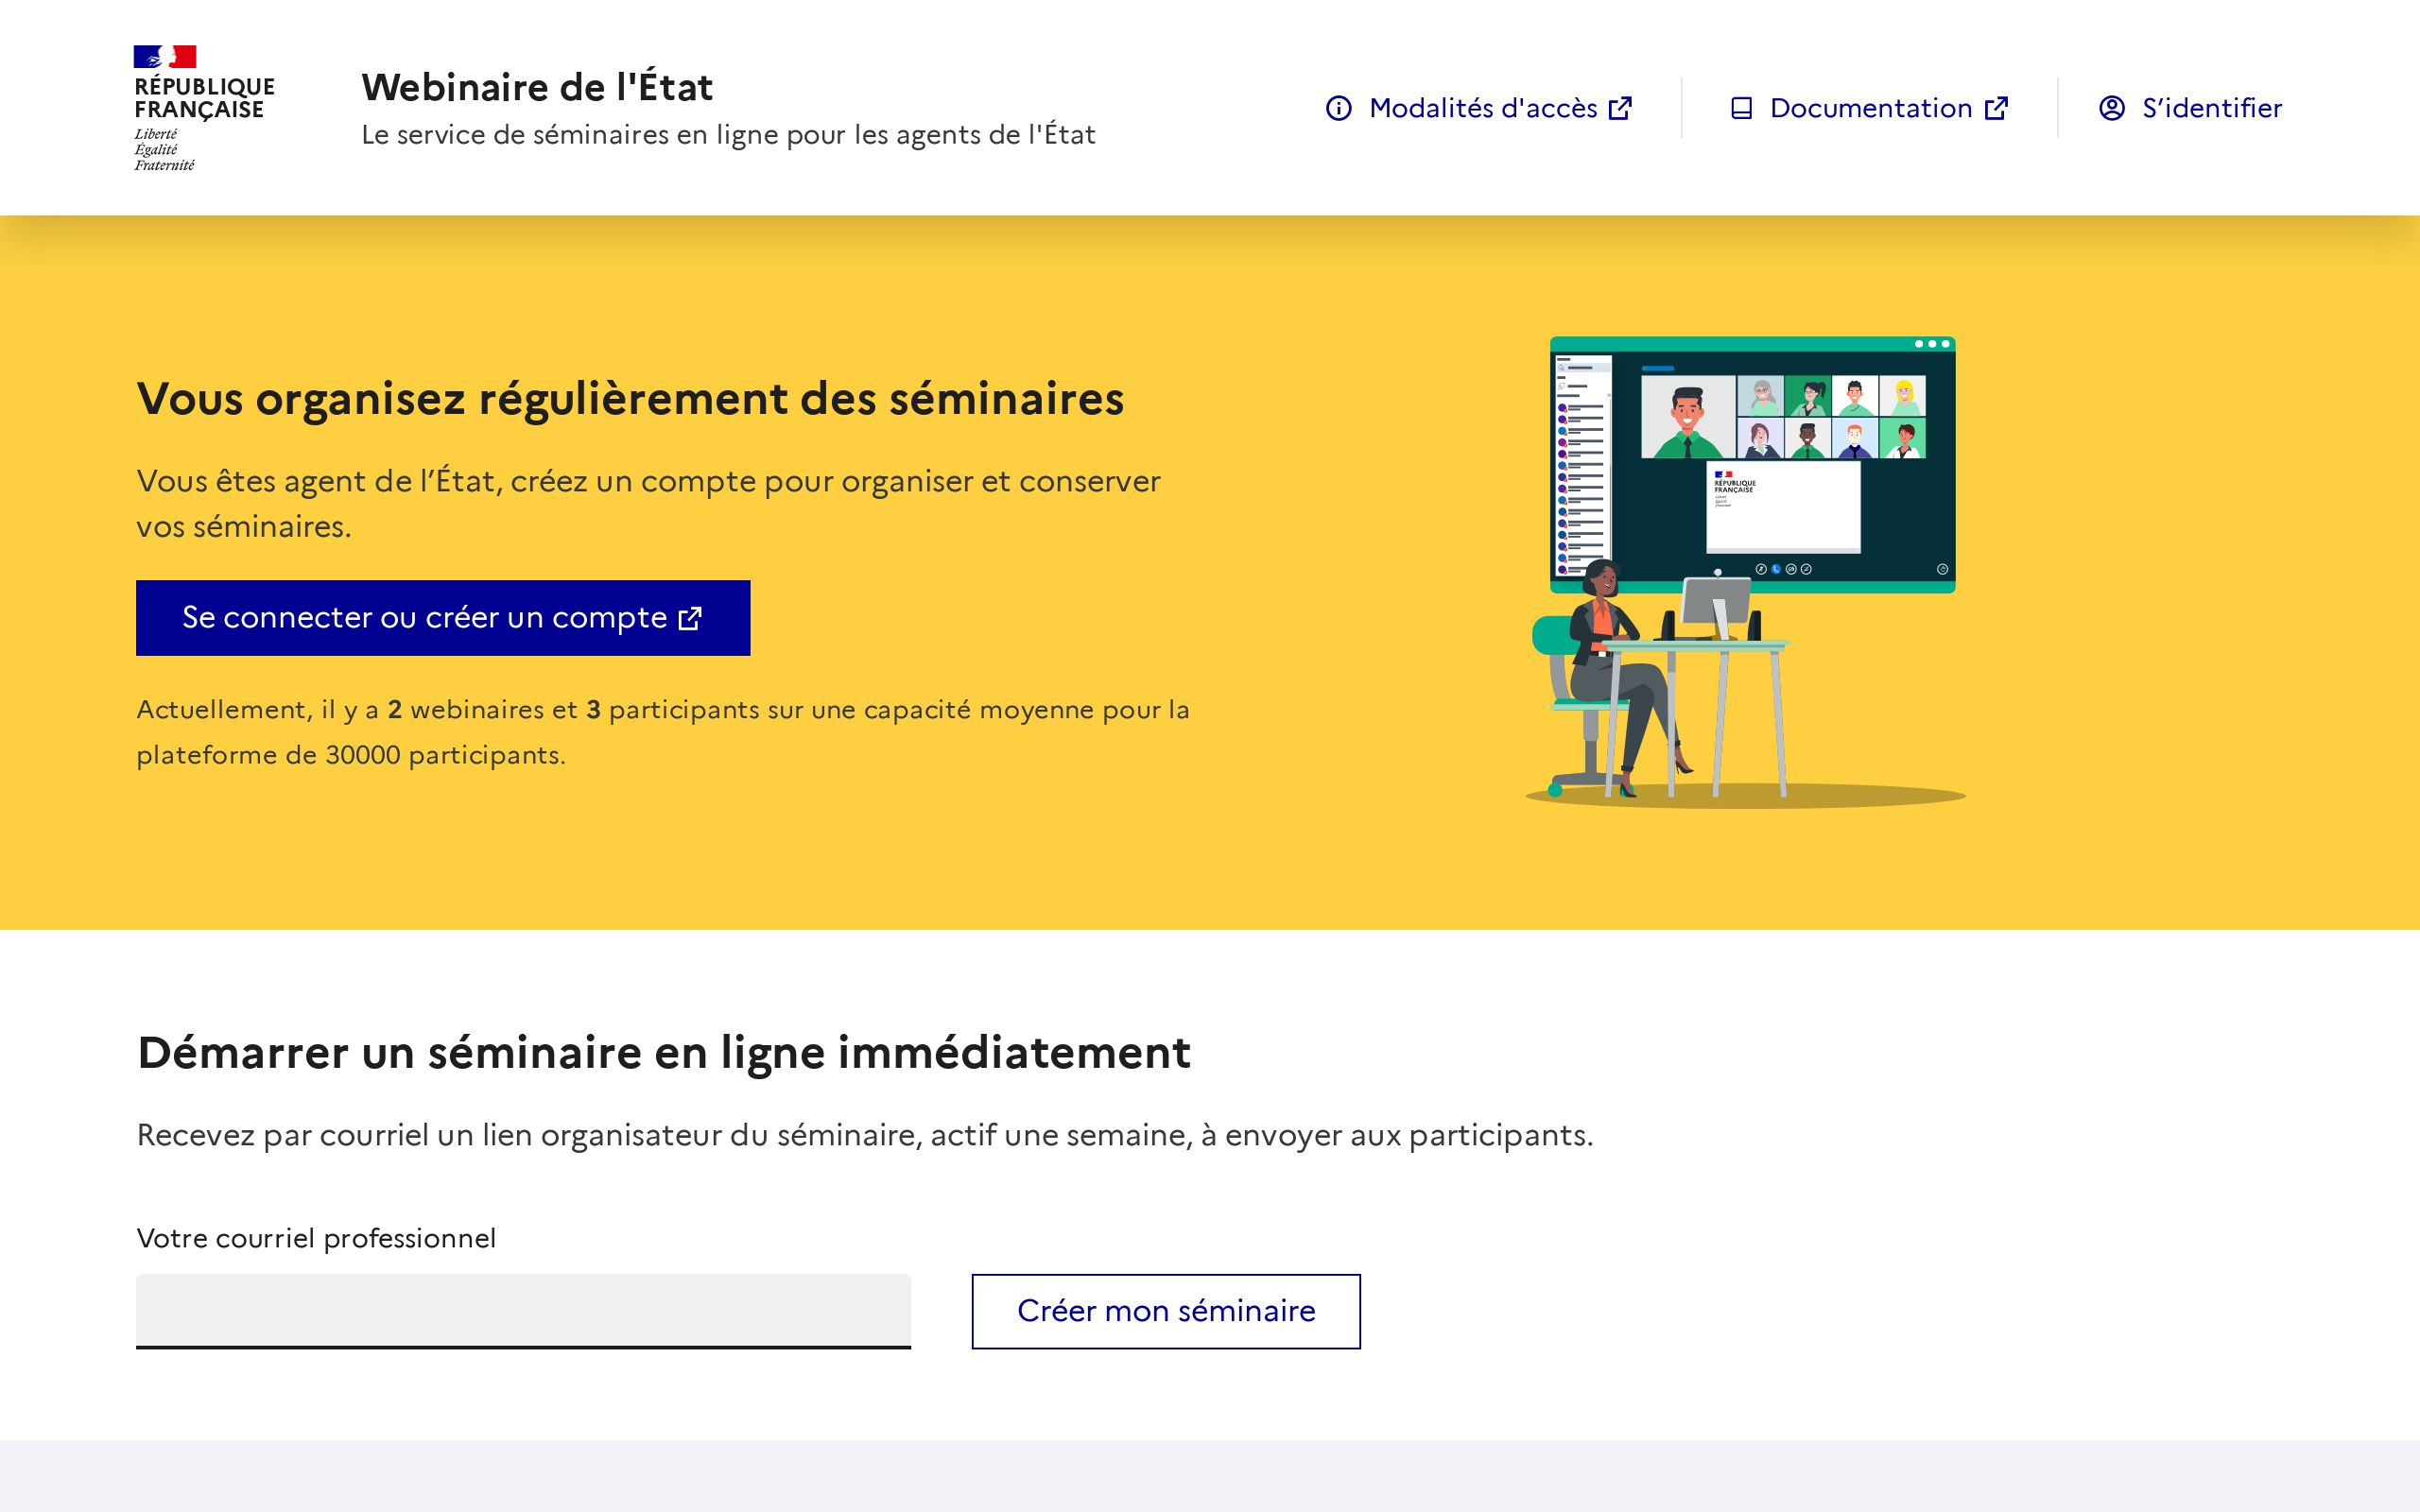 RÉPUBLIQUE
FRANÇAISE
Liberté
Égalité
Fraternité
Webinaire de l'État
Le service de séminaires en ligne pour les agents de l'État
Modalités d'accès
Documentation
S’identifier
Vous organisez régulièrement des séminaires
Vous êtes agent de l’État, créez un compte pour organiser et conserver
vos séminaires.
Se connecter ou créer un compte
Actuellement, il y a 2 webinaires et 3 participants sur une capacité moyenne pour la
plateforme de 30000 participants.
RÉPUBLIQUE
FRANÇAISE
Démarrer un séminaire en ligne immédiatement
Recevez par courriel un lien organisateur du séminaire, actif une semaine, à envoyer aux participants.
Votre courriel professionnel
Créer mon séminaire